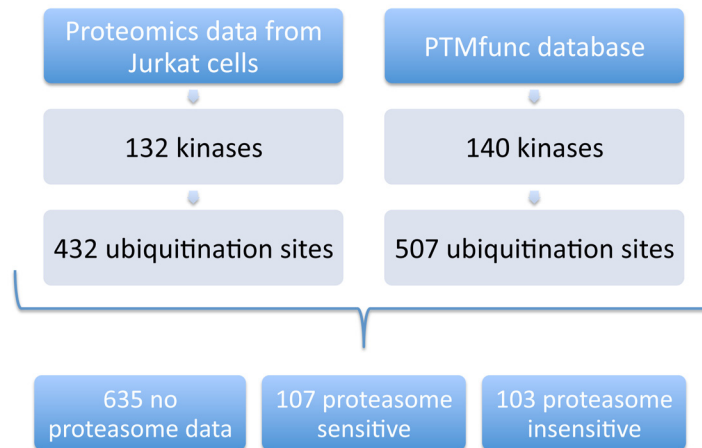 Proteomics data from
Jurkat cells
PTMfunc database
132 kinases
140 kinases
432 ubiquitination sites
507 ubiquitination sites
635 no
proteasome data
107 proteasome
sensitive
103 proteasome
insensitive